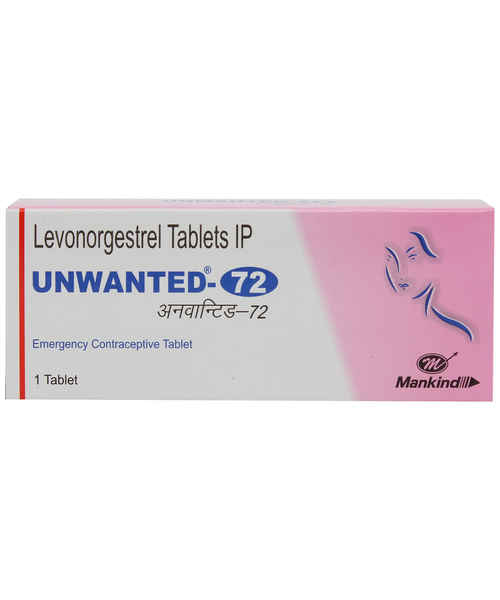 Levonorgestrel Tablets IP
UNWANTED®-72
अनवान्टिड–72
Emergency Contraceptive Tablet
1 Tablet
m
Mankind